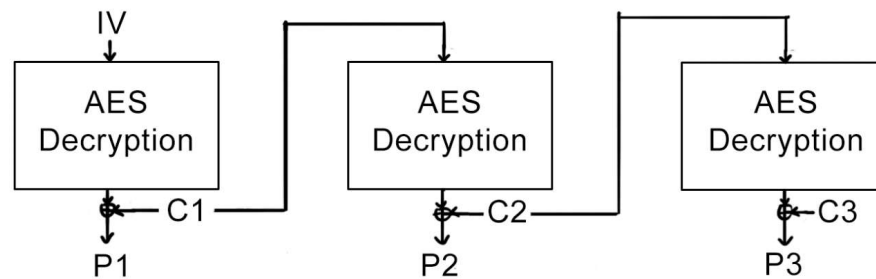 IV
AES
Decryption
AES
Decryption
AES
Decryption
C1
C2
C3
P1
P2
P3